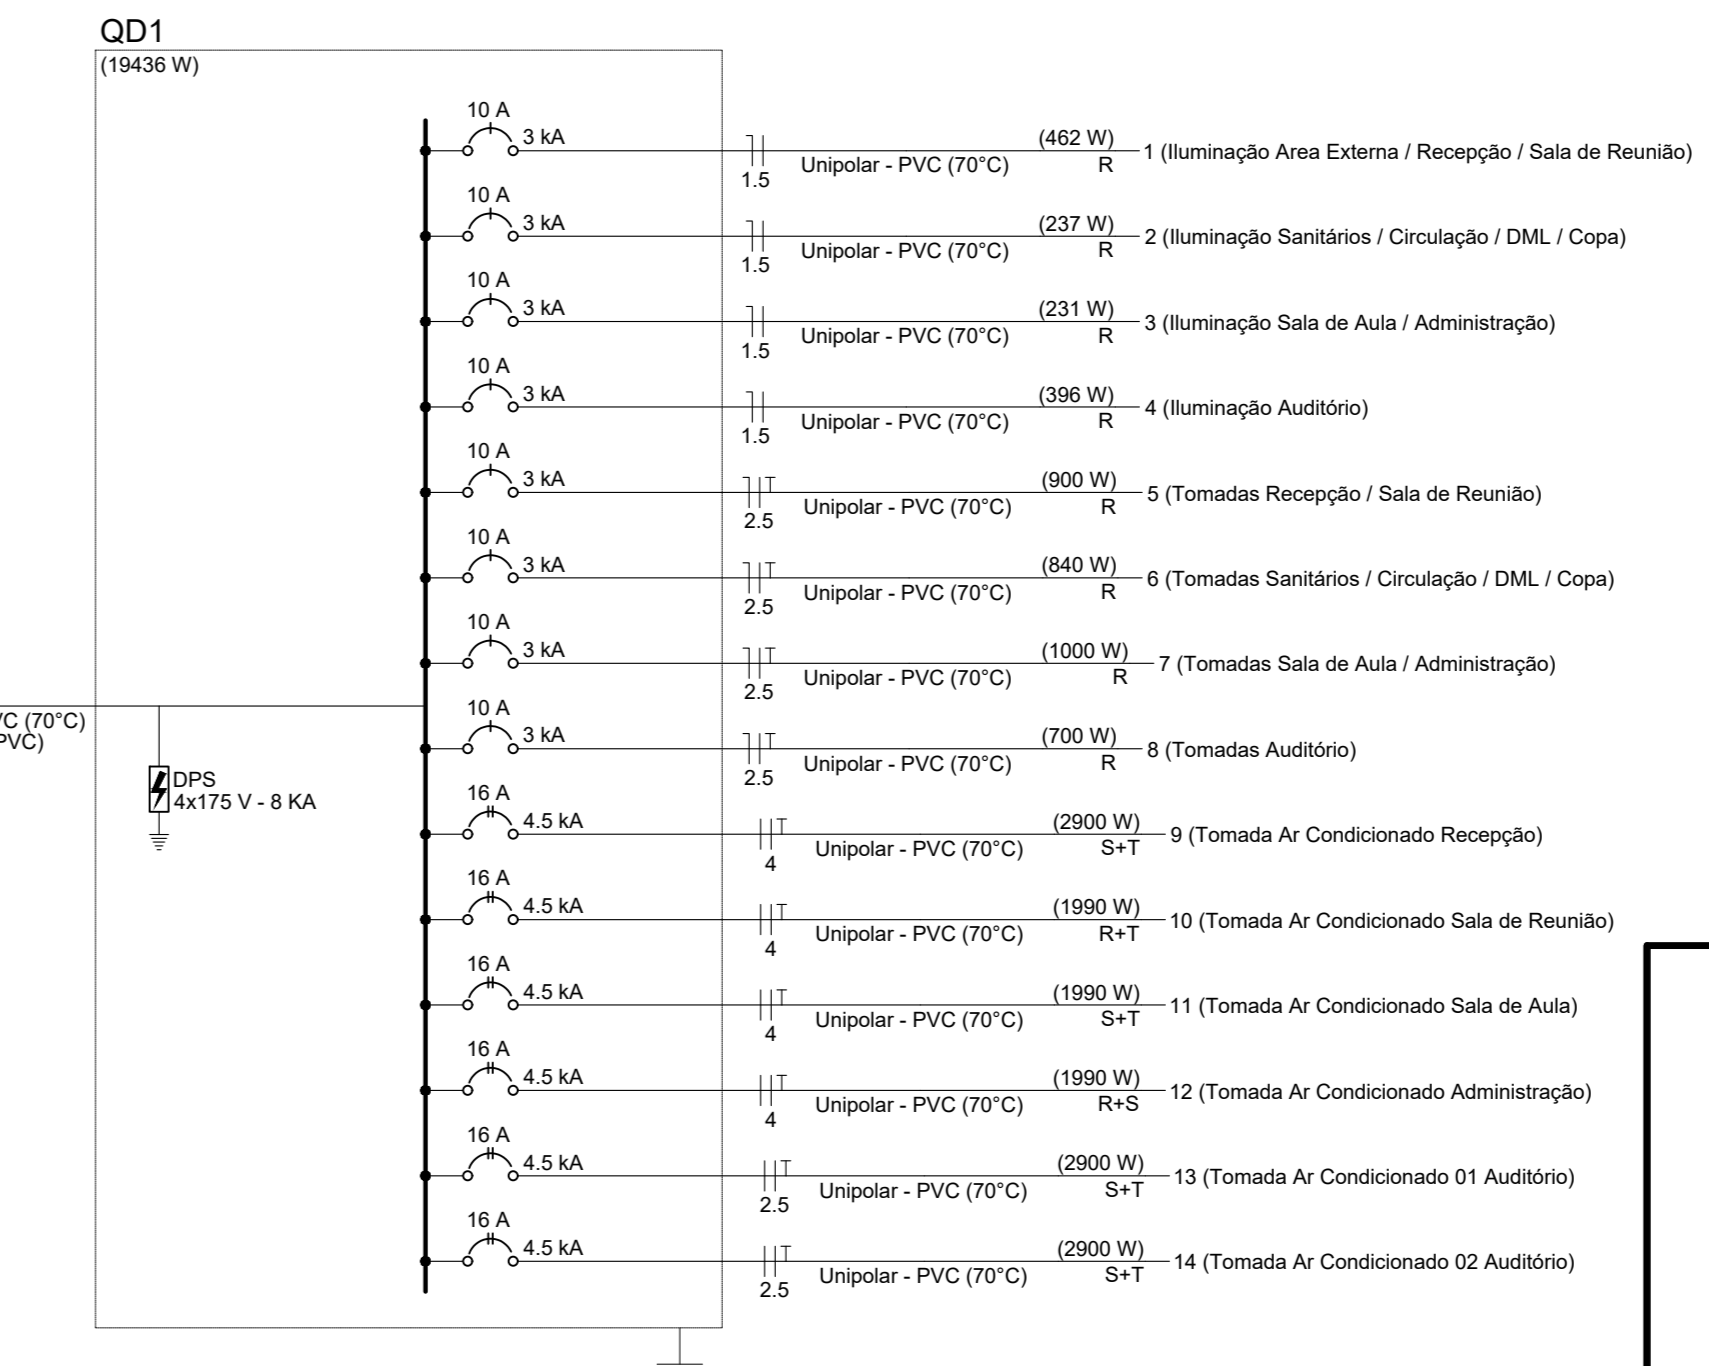 QD1
(19436 W)
10 A
3 kA
1.5
Unipolar - PVC (70°C)
(462 W)
R
1 (Iluminação Area Externa / Recepção / Sala de Reunião)
10 A
3 kA
1.5
Unipolar - PVC (70°C)
(237 W)
R
2 (Iluminação Sanitários / Circulação / DML / Copa)
10 A
3 kA
1.5
Unipolar - PVC (70°C)
(231 W)
R
3 (Iluminação Sala de Aula / Administração)
10 A
3 kA
1.5
Unipolar - PVC (70°C)
(396 W)
R
4 (Iluminação Auditório)
10 A
3 kA
2.5
Unipolar - PVC (70°C)
(900 W)
R
5 (Tomadas Recepção / Sala de Reunião)
10 A
3 kA
2.5
Unipolar - PVC (70°C)
(840 W)
R
6 (Tomadas Sanitários / Circulação / DML / Copa)
10 A
3 kA
2.5
Unipolar - PVC (70°C)
(1000 W)
R
7 (Tomadas Sala de Aula / Administração)
(70°C)
PVC)
10 A
3 kA
2.5
Unipolar - PVC (70°C)
(700 W)
R
8 (Tomadas Auditório)
DPS
4x175 V - 8 KA
16 A
4.5 kA
4
Unipolar - PVC (70°C)
(2900 W)
S+T
9 (Tomada Ar Condicionado Recepção)
16 A
4.5 kA
4
Unipolar - PVC (70°C)
(1990 W)
R+T
10 (Tomada Ar Condicionado Sala de Reunião)
16 A
4.5 kA
4
Unipolar - PVC (70°C)
(1990 W)
S+T
11 (Tomada Ar Condicionado Sala de Aula)
16 A
4.5 kA
4
Unipolar - PVC (70°C)
(1990 W)
R+S
12 (Tomada Ar Condicionado Administração)
16 A
4.5 kA
2.5
Unipolar - PVC (70°C)
(2900 W)
S+T
13 (Tomada Ar Condicionado 01 Auditório)
16 A
4.5 kA
2.5
Unipolar - PVC (70°C)
(2900 W)
S+T
14 (Tomada Ar Condicionado 02 Auditório)